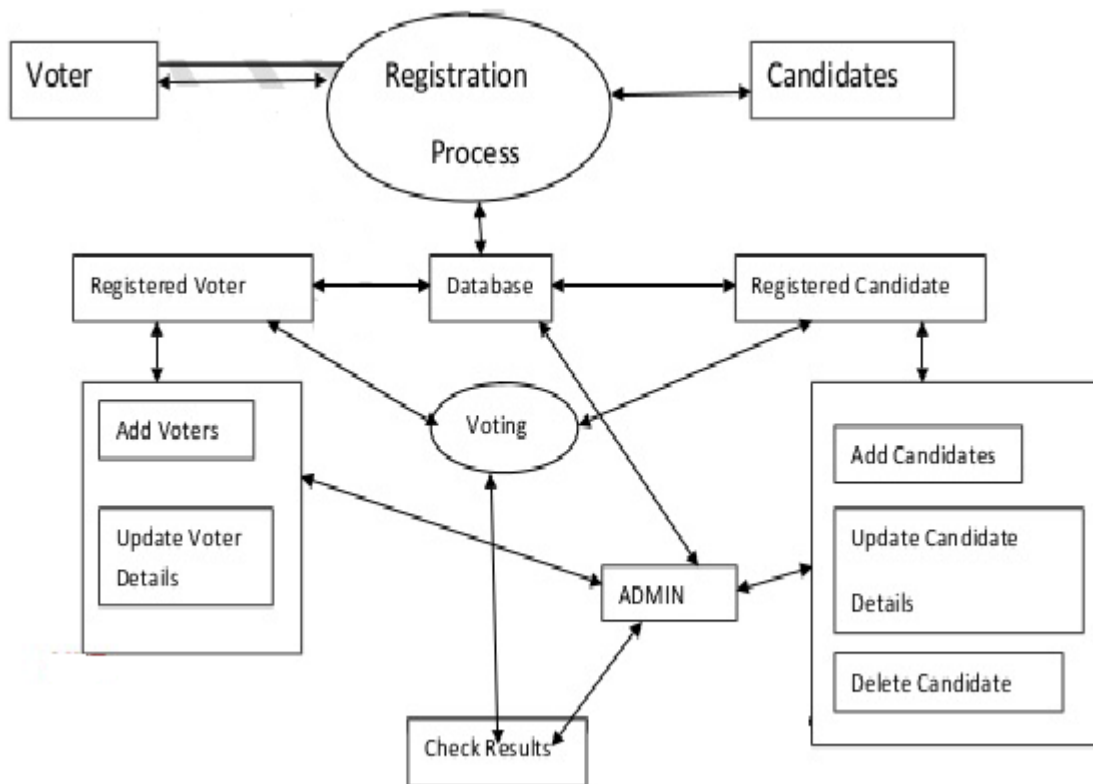 Voter
Registration
Process
Candidates
Registered Voter
Database
Registered Candidate
Add Voters
Update Voter
Details
Voting
Add Candidates
Update Candidate
Details
Delete Candidate
ADMIN
Check Results